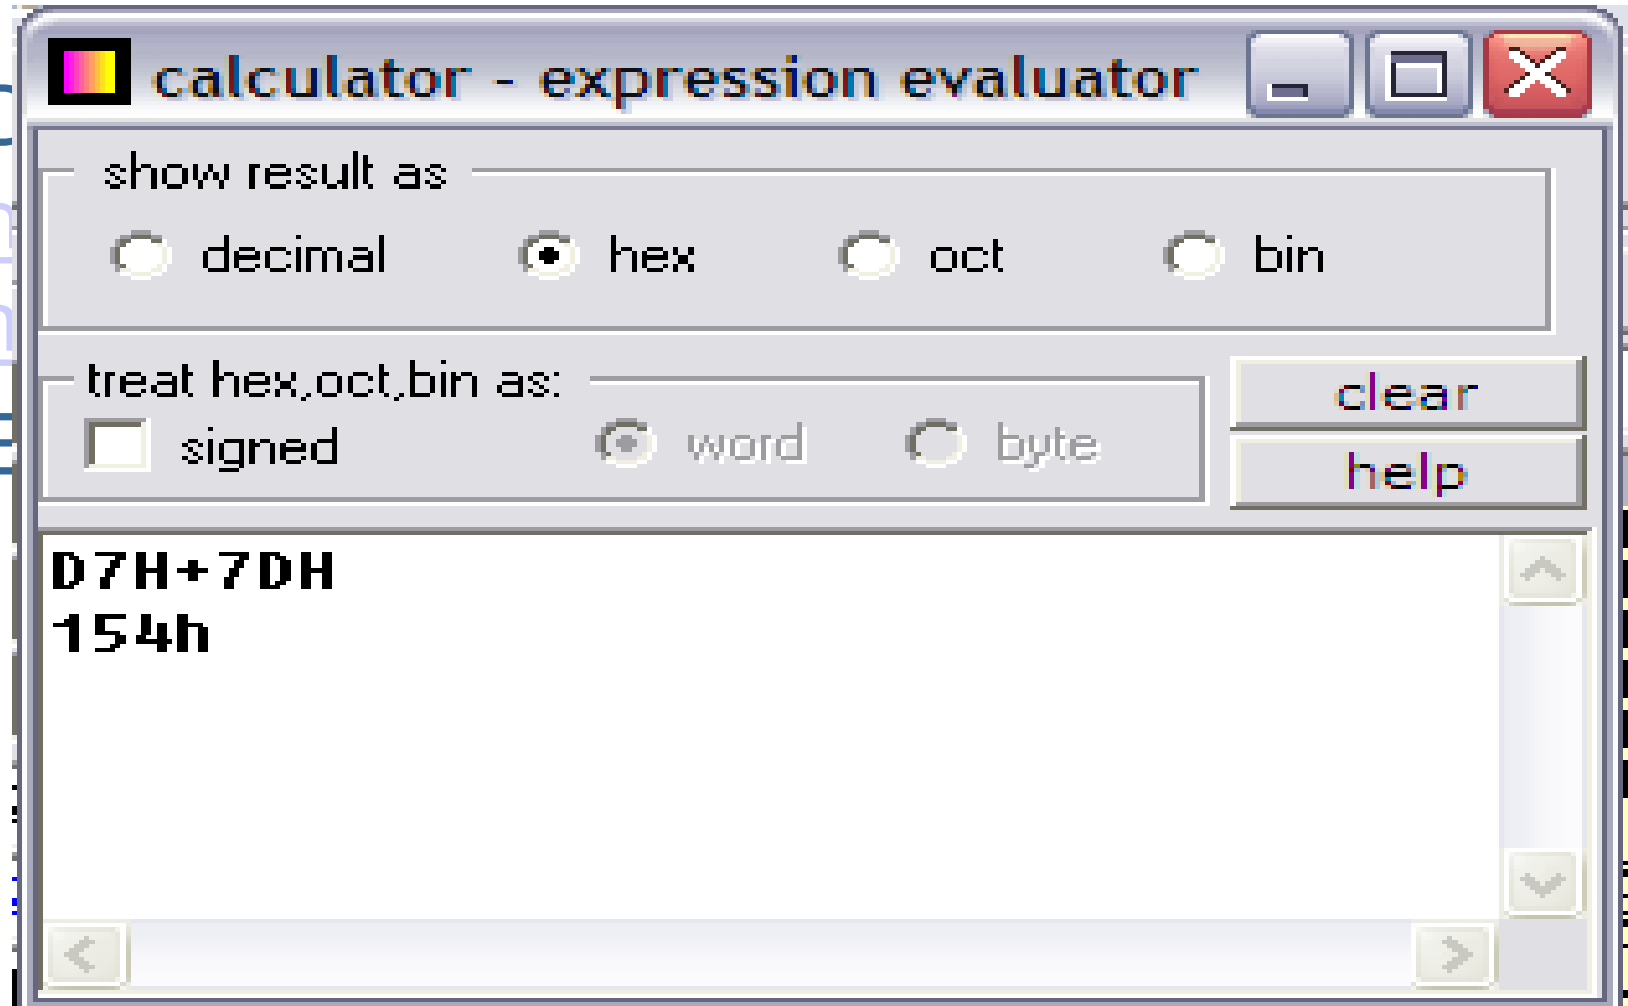 calculator - expression evaluator
show result as
decimal hex oct bin
treat hex,oct,bin as:
signed word byte
clear
help
D7H+7DH
154h